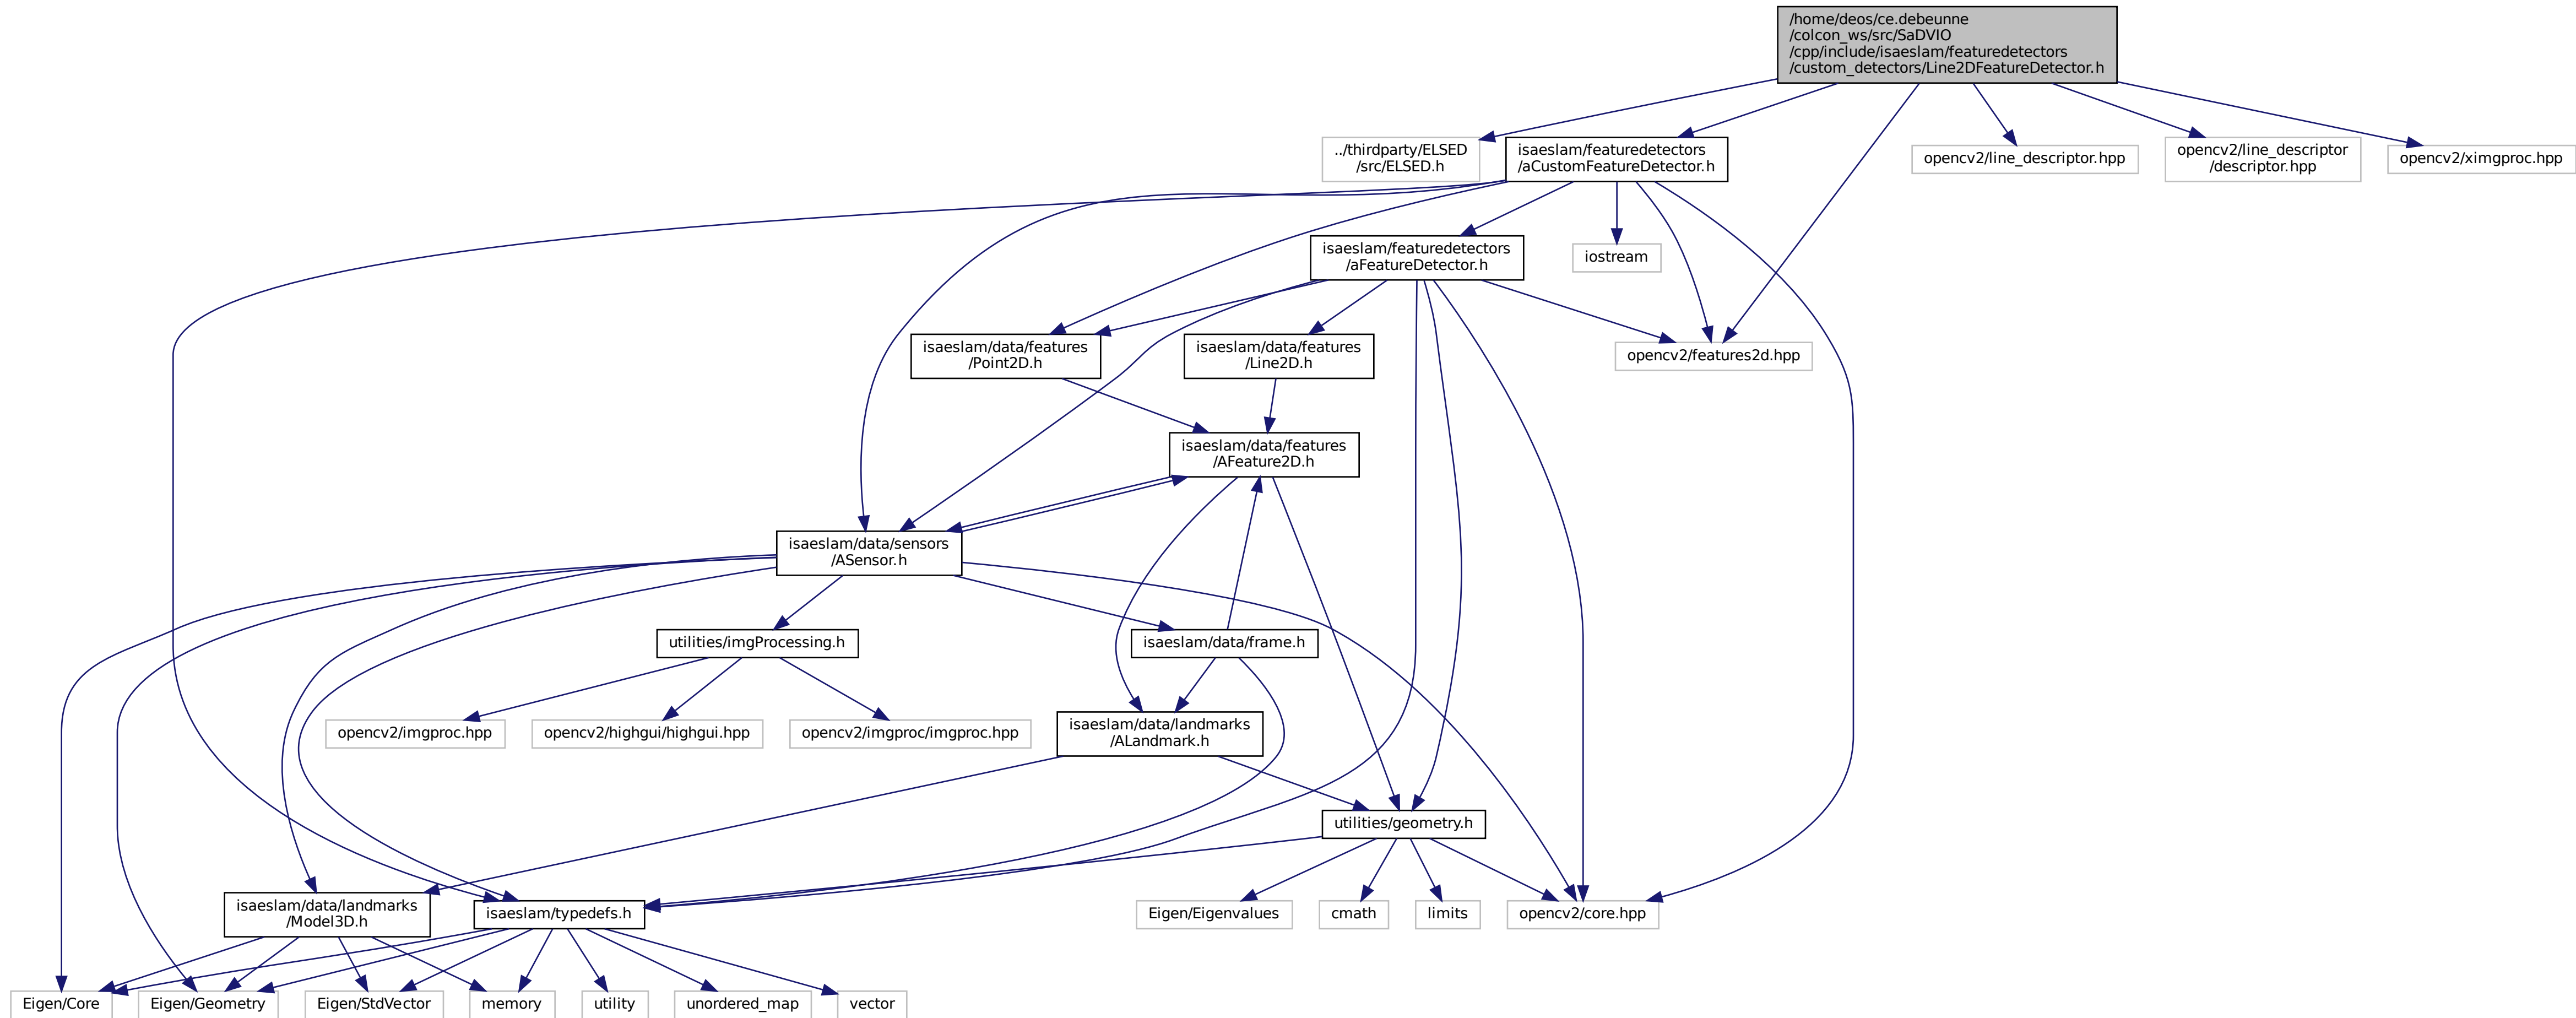 /home/deos/ce.debeunne
/colcon_ws/src/SaDVIO
/cpp/include/isaeslam/featuredetectors
/custom_detectors/Line2DFeatureDetector.h
../thirdparty/ELSED
/src/ELSED.h
isaeslam/featuredetectors
/aCustomFeatureDetector.h
opencv2/line_descriptor.hpp
opencv2/line_descriptor
/descriptor.hpp
opencv2/ximgproc.hpp
isaeslam/featuredetectors
/aFeatureDetector.h
iostream
isaeslam/data/features
/Point2D.h
isaeslam/data/features
/Line2D.h
opencv2/features2d.hpp
isaeslam/data/features
/AFeature2D.h
isaeslam/data/sensors
/ASensor.h
utilities/imgProcessing.h
isaeslam/data/frame.h
opencv2/imgproc.hpp
opencv2/highgui/highgui.hpp
opencv2/imgproc/imgproc.hpp
isaeslam/data/landmarks
/ALandmark.h
utilities/geometry.h
isaeslam/data/landmarks
/Model3D.h
isaeslam/typedefs.h
Eigen/Eigenvalues
cmath
limits
opencv2/core.hpp
Eigen/Core
Eigen/Geometry
Eigen/StdVector
memory
utility
unordered_map
vector